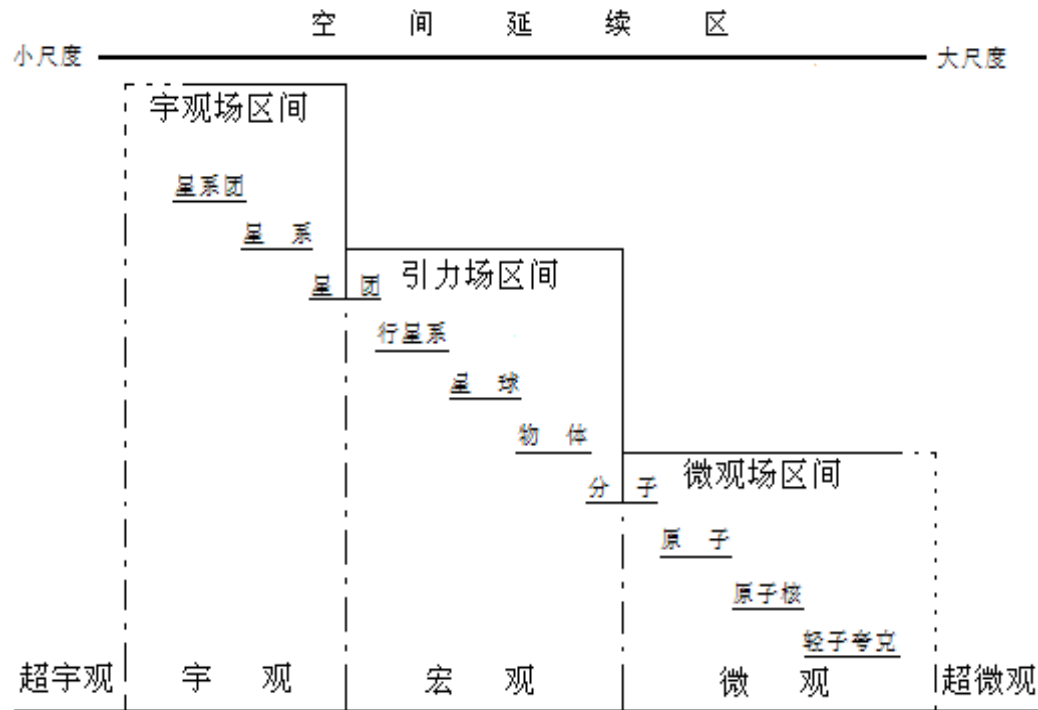 空间延续区
小尺度 大尺度
宇观场区间
星系团
星系
引力场区间
星团
行星系
星球
物体
微观场区间
分子
原子
原子核
轻子夸克
超宇观 宇观 宏观 微观 超微观